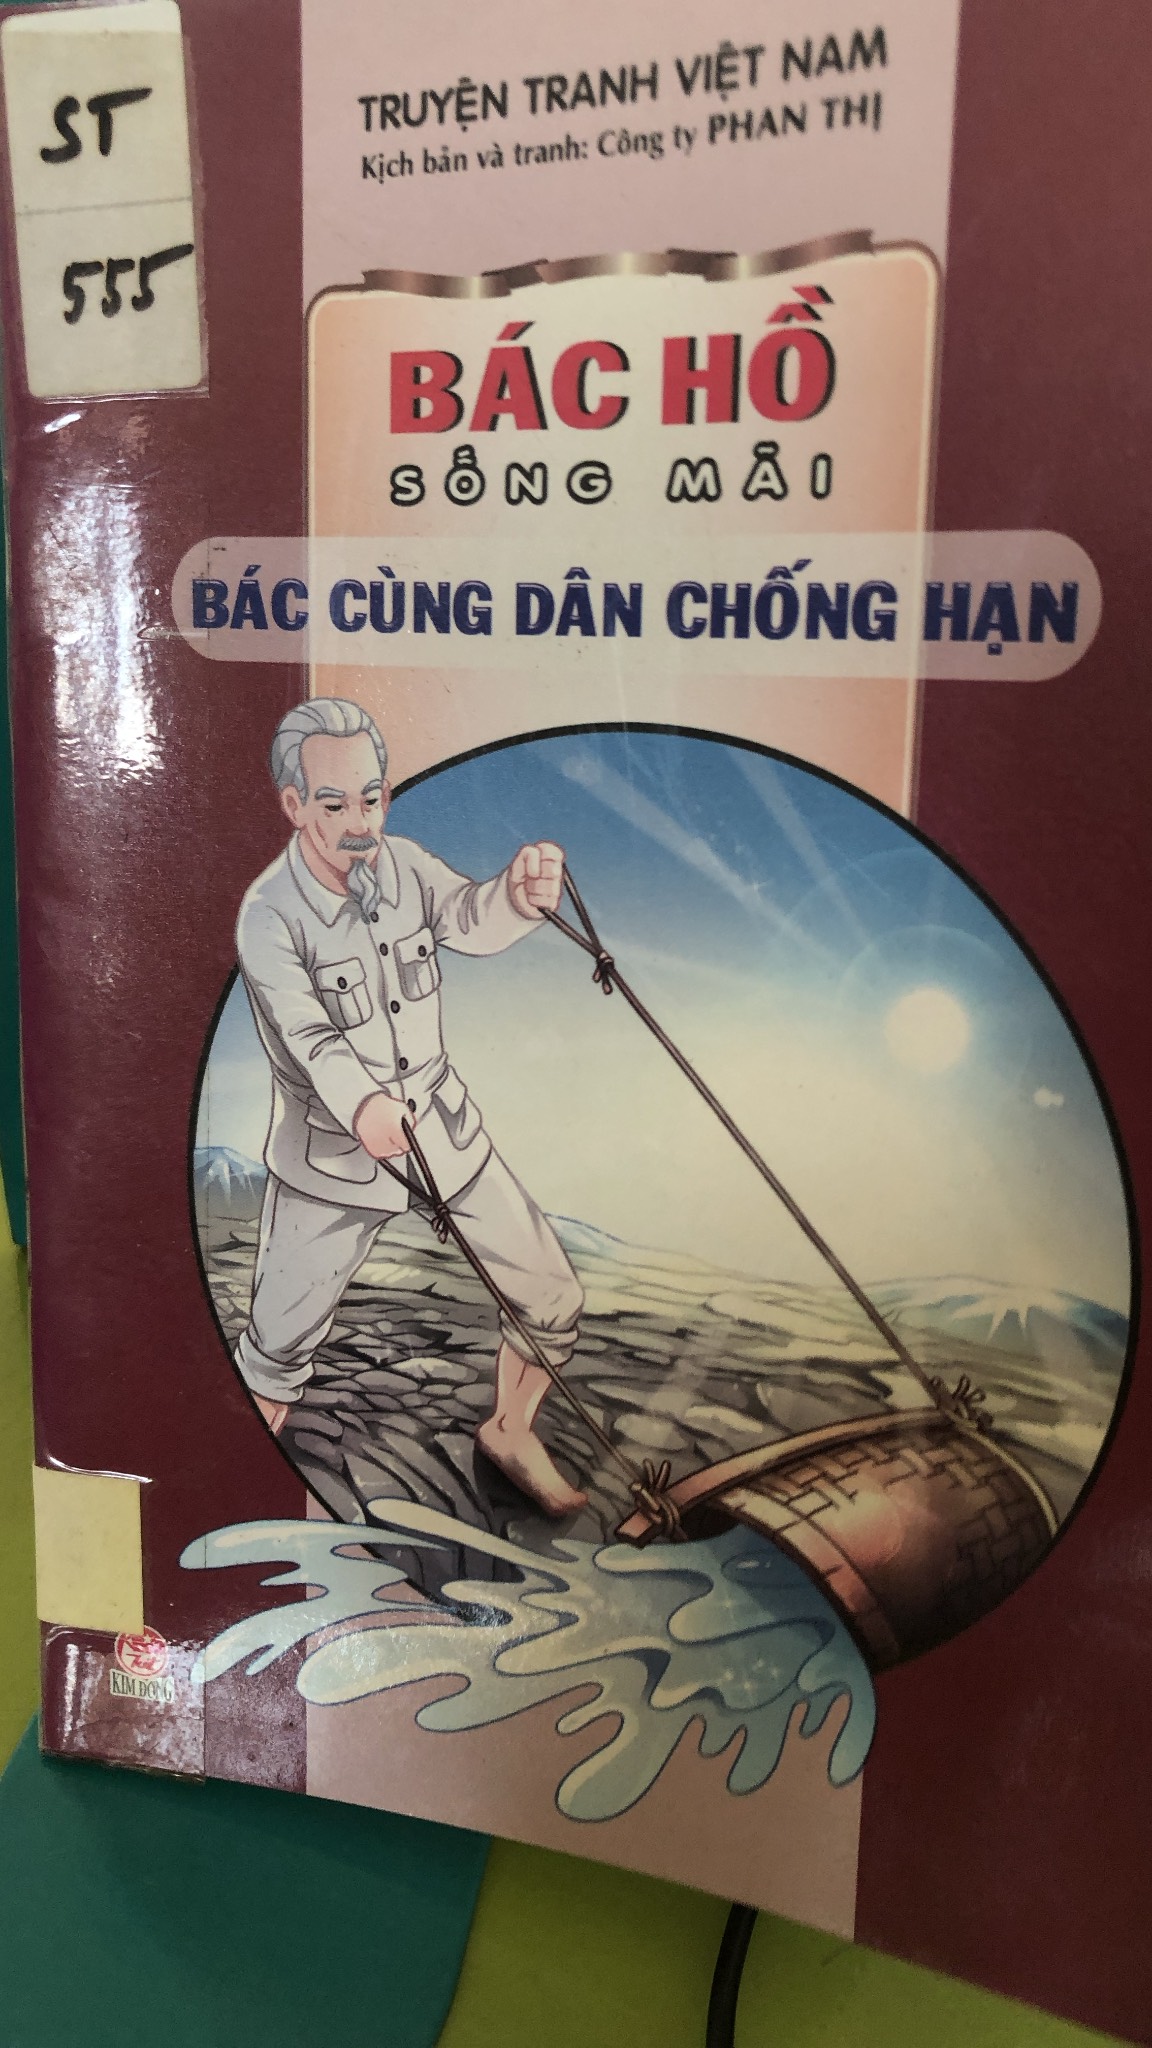 ST
555
TRUYỆN TRANH VIỆT NAM
Kịch bản và tranh: Công ty PHAN THỊ
BÁC HỒ
SỐNG MÃI
BÁC CÙNG DÂN CHỐNG HẠN
KIM ĐỒNG